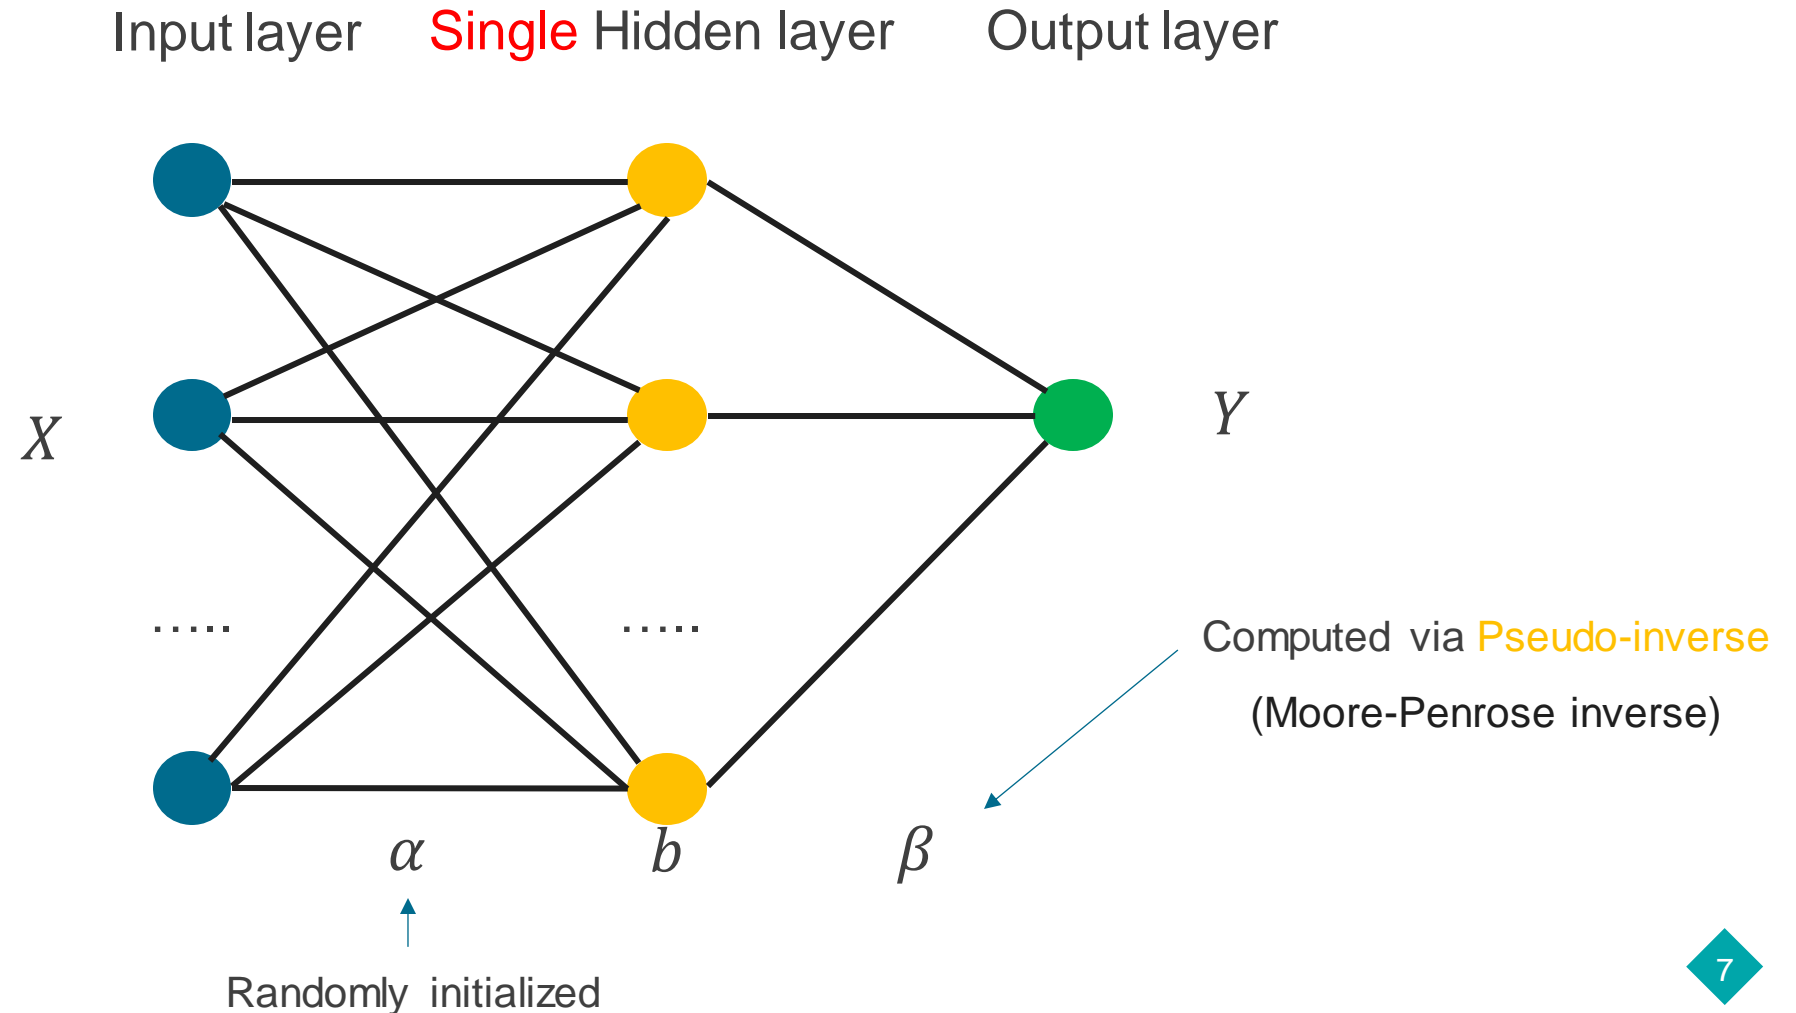 Input layer Single Hidden layer Output layer
X
Y
..... .....
Computed via Pseudo-inverse
(Moore-Penrose inverse)
α b β
Randomly initialized
7